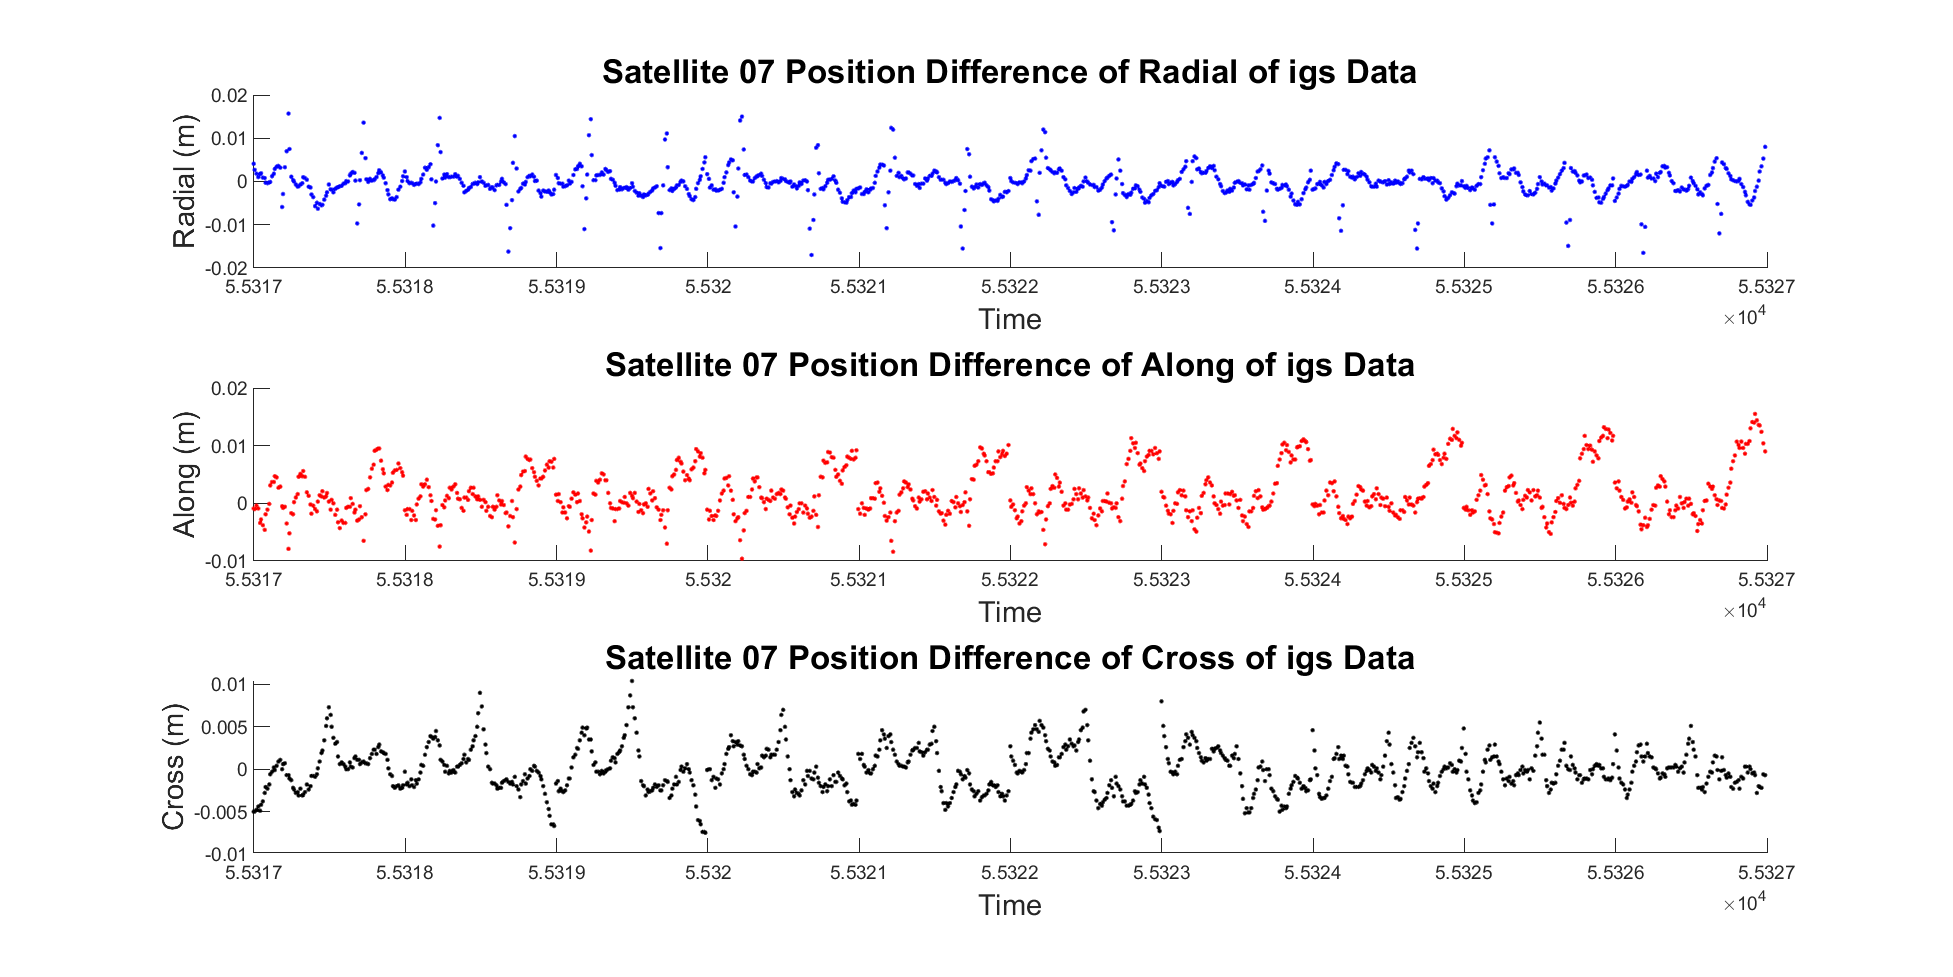 Satellite 07 Position Difference of Radial of igs Data
0.02
0.01
0
-0.01
-0.02
Radial (m)
5.5317 5.5318 5.5319 5.532 5.5321 5.5322 5.5323 5.5324 5.5325 5.5326 5.5327
Time
×10^4
Satellite 07 Position Difference of Along of igs Data
0.02
0.01
0
-0.01
Along (m)
5.5317 5.5318 5.5319 5.532 5.5321 5.5322 5.5323 5.5324 5.5325 5.5326 5.5327
Time
×10^4
Satellite 07 Position Difference of Cross of igs Data
0.01
0.005
0
-0.005
-0.01
Cross (m)
5.5317 5.5318 5.5319 5.532 5.5321 5.5322 5.5323 5.5324 5.5325 5.5326 5.5327
Time
×10^4